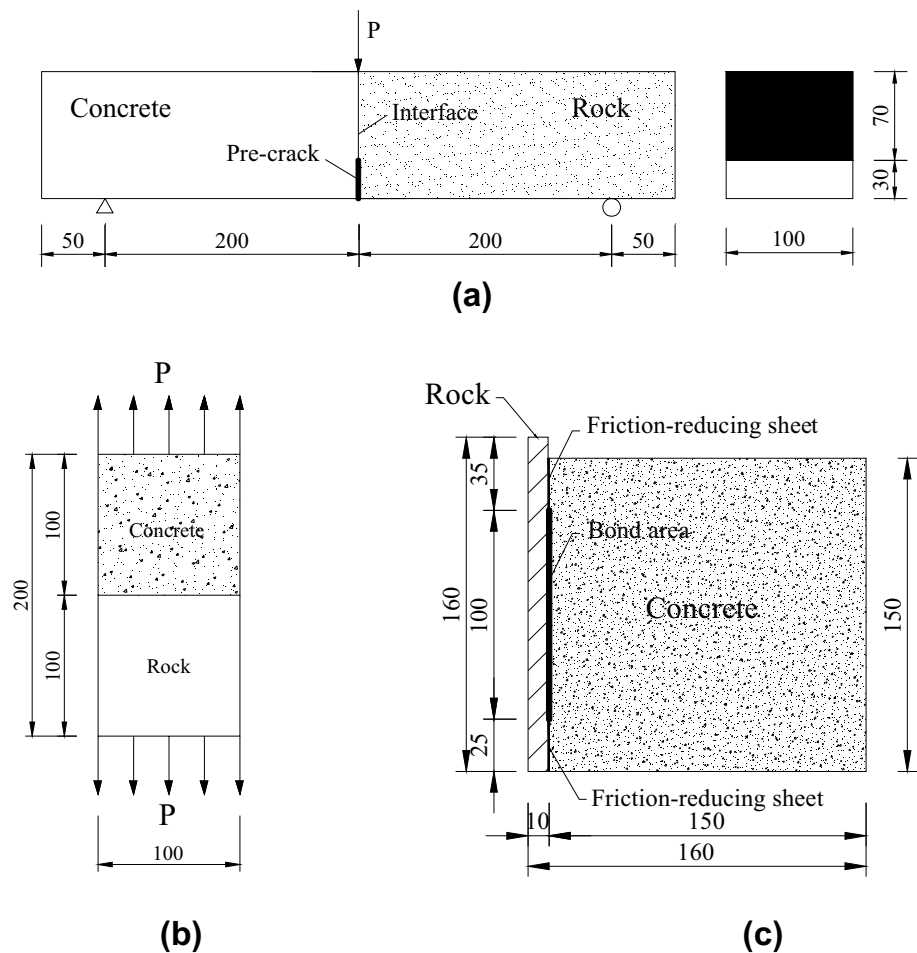 P
Concrete
Rock
Interface
Pre-crack
70
30
50
200
200
50
100
(a)
P
Concrete
Rock
200
100
100
P
100
(b)
Rock
Friction-reducing sheet
35
Bond area
160
100
Concrete
150
25
Friction-reducing sheet
10
150
160
(c)